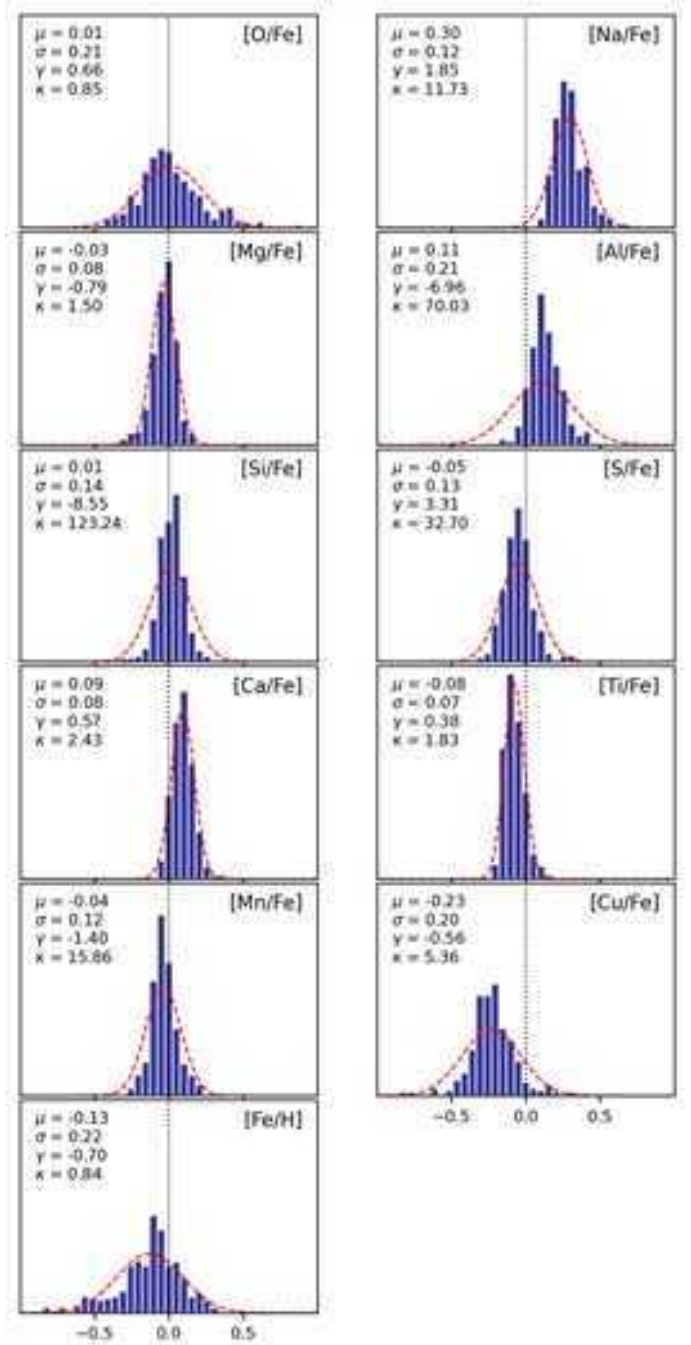 μ = 0.01
σ = 0.21
γ = 0.66
κ = 0.85
[O/Fe]
μ = 0.30
σ = 0.12
γ = 1.85
κ = 11.73
[Na/Fe]
μ = -0.03
σ = 0.08
γ = -0.79
κ = 1.50
[Mg/Fe]
μ = 0.11
σ = 0.21
γ = -6.96
κ = 70.03
[Al/Fe]
μ = 0.01
σ = 0.14
γ = -8.55
κ = 123.24
[Si/Fe]
μ = -0.05
σ = 0.13
γ = 3.31
κ = 32.70
[S/Fe]
μ = 0.09
σ = 0.08
γ = 0.57
κ = 2.43
[Ca/Fe]
μ = -0.08
σ = 0.07
γ = 0.38
κ = 1.83
[Ti/Fe]
μ = -0.04
σ = 0.12
γ = -1.40
κ = 15.86
[Mn/Fe]
μ = -0.23
σ = 0.20
γ = -0.56
κ = 5.36
[Cu/Fe]
−0.5 0.0 0.5
μ = -0.13
σ = 0.22
γ = -0.70
κ = 0.84
[Fe/H]
−0.5 0.0 0.5